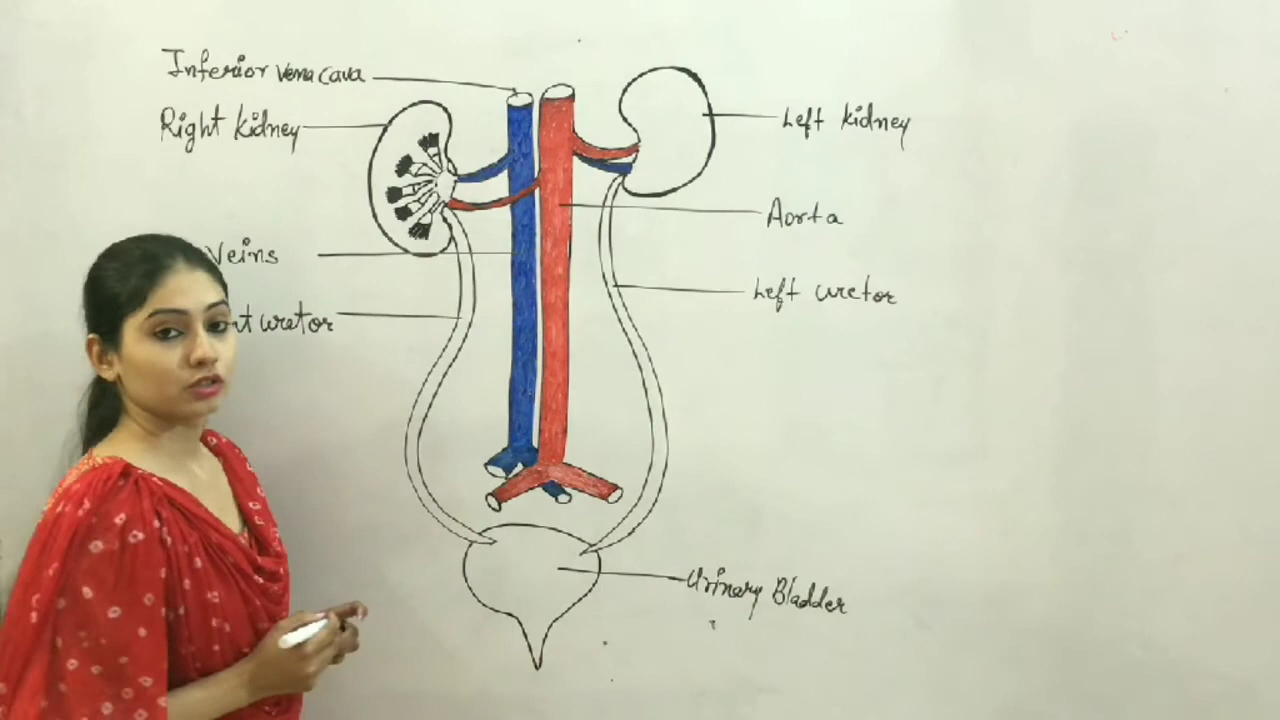 Inferior vena cava
Right kidney
Left kidney
Aorta
Veins
Left uretor
uretor
Urinary Bladder